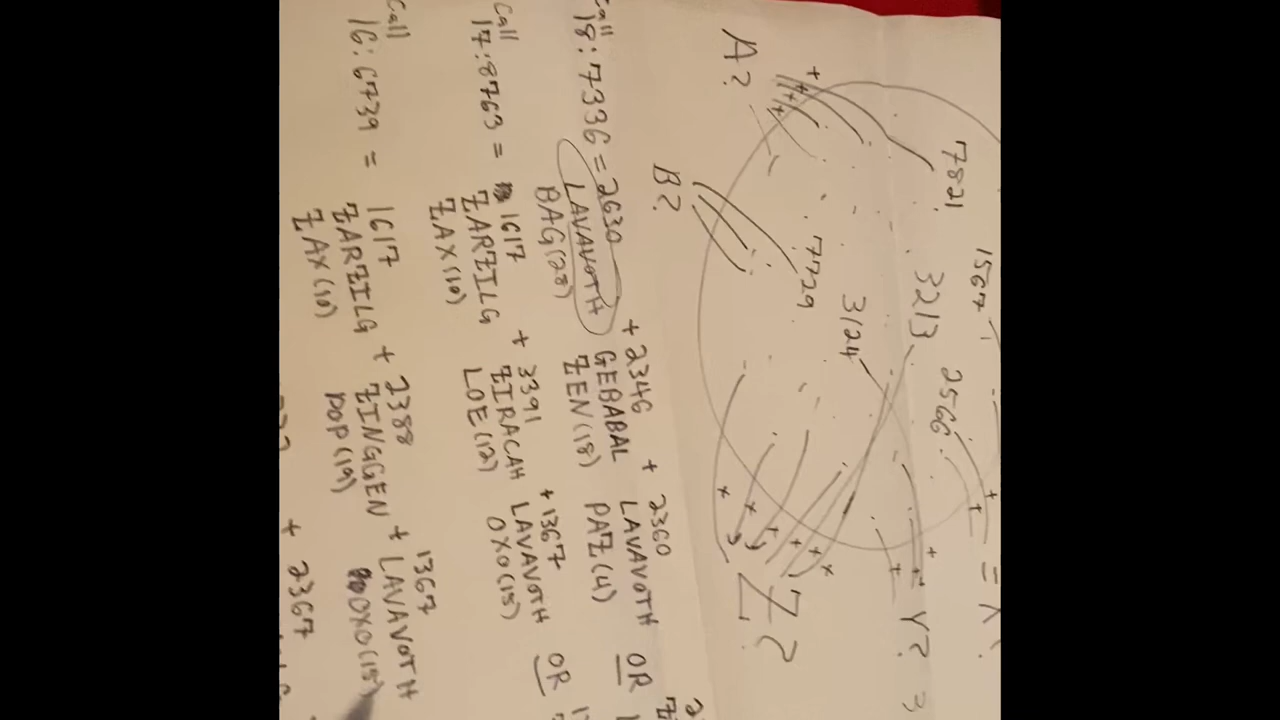 1567
7821
3213
2566
= Y? 3
7729
3124
A?
B?
Z?
Call
18:7336 = 2630 + 2346 + 2360
LAVAVOTH GEBABAL LAVAVOTH OR
BAG(28) ZEN(18) PAZ(4)
Call
17:8763 = 1617 + 3391 + 1367
ZARZILG ZIRACAH LAVAVOTH OR
ZAX(10) LOE(12) OXO(15)
Call
16:6739 = 1617 + 2388 + 1367
ZARZILG ZINGGEN LAVAVOTH
ZAX(10) POP(19) OXO(15)
+ 2367